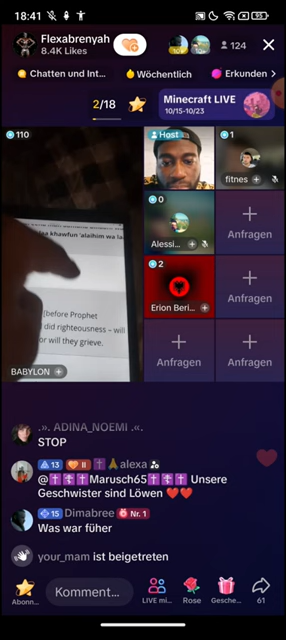 18:41
95
Flexabrenyah
8.4K Likes
124
Chatten und Int...
Wöchentlich
Erkunden
2/18
Minecraft LIVE
10/15-10/23
110
Host
1
khawfun 'alaihim wa la
fitnes
0
Alessi...
Anfragen
[before Prophet
did righteousness – will
or will they grieve.
2
Erion Beri...
Anfragen
BABYLON
Anfragen
Anfragen
.». ADINA_NOEMI .«.
STOP
13 II alexa
@Marusch65 Unsere
Geschwister sind Löwen
15 Dimabree Nr. 1
Was war füher
your_mam ist beigetreten
Abonn...
Komment...
LIVE mi...
Rose
Gesche...
61